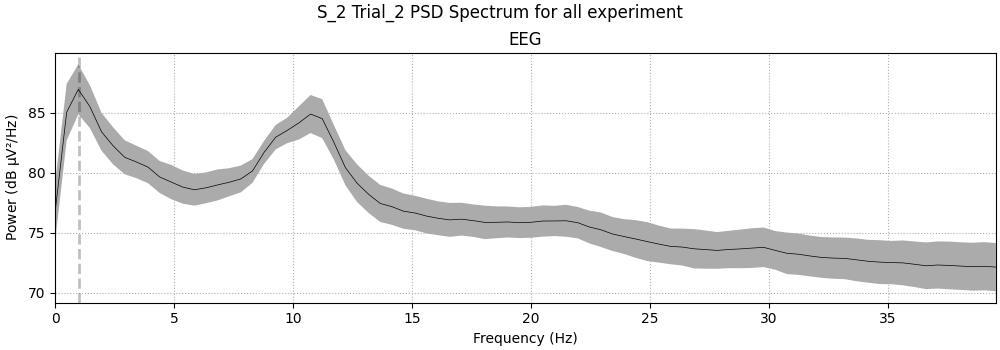 S_2 Trial_2 PSD Spectrum for all experiment
EEG
Power (dB µV²/Hz)
85
80
75
70
0 5 10 15 20 25 30 35
Frequency (Hz)